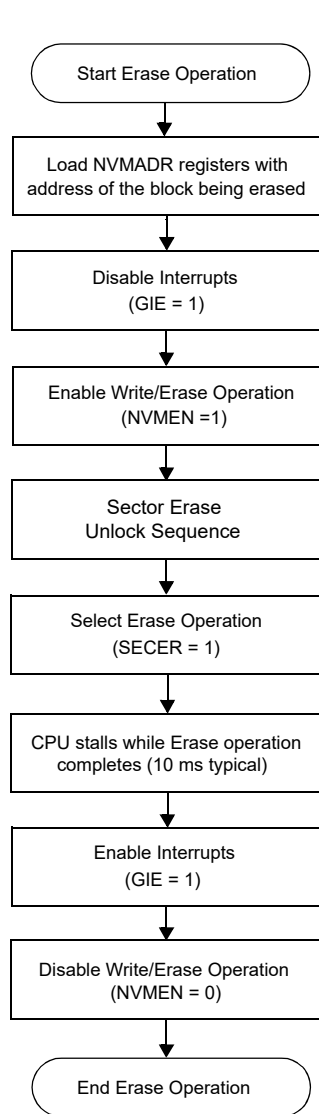 Start Erase Operation
Load NVMADR registers with
address of the block being erased
Disable Interrupts
(GIE = 1)
Enable Write/Erase Operation
(NVMEN =1)
Sector Erase
Unlock Sequence
Select Erase Operation
(SECER = 1)
CPU stalls while Erase operation
completes (10 ms typical)
Enable Interrupts
(GIE = 1)
Disable Write/Erase Operation
(NVMEN = 0)
End Erase Operation